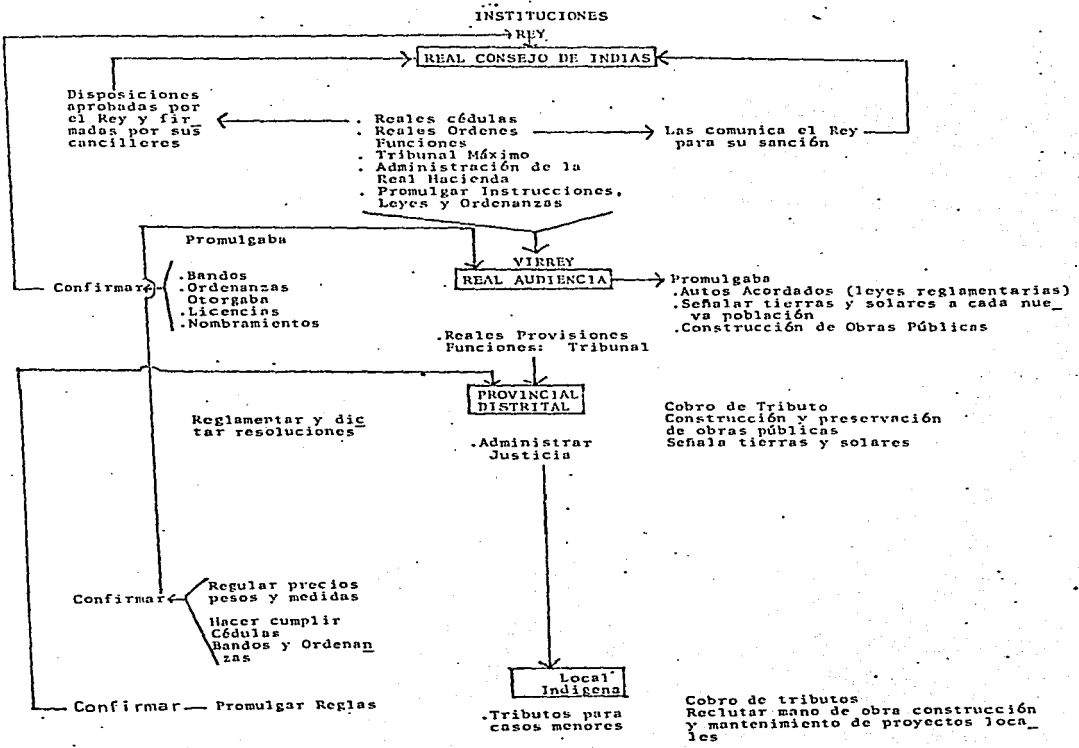 INSTITUCIONES
REY
REAL CONSEJO DE INDIAS
Disposiciones
aprobadas por
el Rey y fir_
madas por sus
cancilleres
. Reales cédulas
. Reales Ordenes
Funciones
. Tribunal Máximo
. Administración de la
Real Hacienda
. Promulgar Instrucciones,
Leyes y Ordenanzas
Las comunica el Rey
para su sanción
Promulgaba
Confirmar
.Bandos
.Ordenanzas
Otorgaba
.Licencias
.Nombramientos
VIRREY
REAL AUDIENCIA
Promulgaba
.Autos Acordados (leyes reglamentarias)
.Señalar tierras y solares a cada nue_
va población
.Construcción de Obras Públicas
.Reales Provisiones
Funciones: Tribunal
PROVINCIAL
DISTRITAL
Reglamentar y dic
tar resoluciones
.Administrar
Justicia
Cobro de Tributo
Construcción y preservación
de obras públicas
Señala tierras y solares
Confirmar
Regular precios
pesos y medidas
Hacer cumplir
Cédulas
Bandos y Ordenan
zas
Local
Indigena
Confirmar — Promulgar Reglas
.Tributos para
casos menores
Cobro de tributos
Reclutar mano de obra construcción
y mantenimiento de proyectos loca_
les